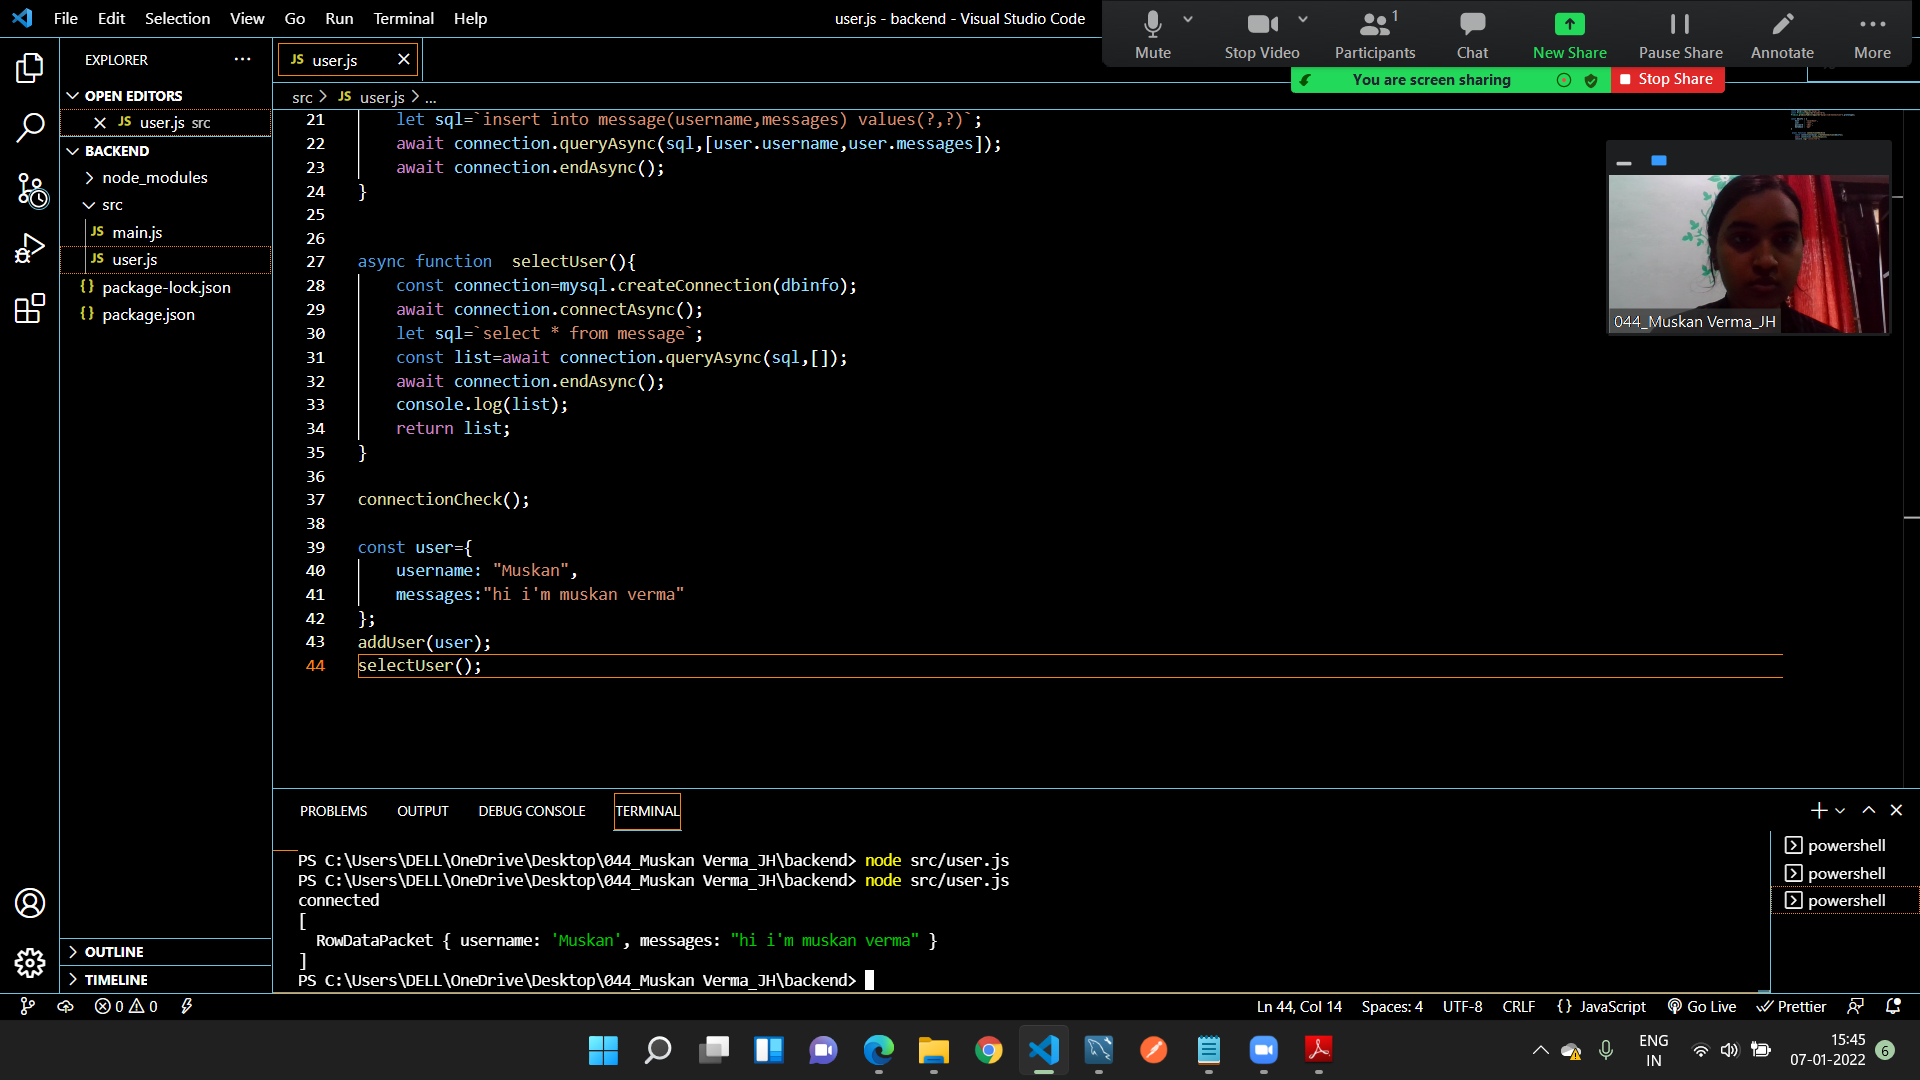 File Edit Selection View Go Run Terminal Help
user.js - backend - Visual Studio Code
Mute Stop Video Participants 1 Chat New Share Pause Share Annotate More
You are screen sharing Stop Share
EXPLORER
OPEN EDITORS
JS user.js src
BACKEND
node_modules
src
JS main.js
JS user.js
{} package-lock.json
{} package.json
OUTLINE
TIMELINE
JS user.js
src > JS user.js > ...
21 let sql=`insert into message(username,messages) values(?,?)`;
22 await connection.queryAsync(sql,[user.username,user.messages]);
23 await connection.endAsync();
24 }
25
26
27 async function  selectUser(){
28 const connection=mysql.createConnection(dbinfo);
29 await connection.connectAsync();
30 let sql=`select * from message`;
31 const list=await connection.queryAsync(sql,[]);
32 await connection.endAsync();
33 console.log(list);
34 return list;
35 }
36
37 connectionCheck();
38
39 const user={
40 username: "Muskan",
41 messages:"hi i'm muskan verma"
42 };
43 addUser(user);
44 selectUser();
044_Muskan Verma_JH
PROBLEMS OUTPUT DEBUG CONSOLE TERMINAL
PS C:\Users\DELL\OneDrive\Desktop\044_Muskan Verma_JH\backend> node src/user.js
PS C:\Users\DELL\OneDrive\Desktop\044_Muskan Verma_JH\backend> node src/user.js
connected
[
RowDataPacket { username: 'Muskan', messages: "hi i'm muskan verma" }
]
PS C:\Users\DELL\OneDrive\Desktop\044_Muskan Verma_JH\backend>
powershell
powershell
powershell
0 0
Ln 44, Col 14 Spaces: 4 UTF-8 CRLF {} JavaScript Go Live Prettier
ENG
IN
15:45
07-01-2022
6